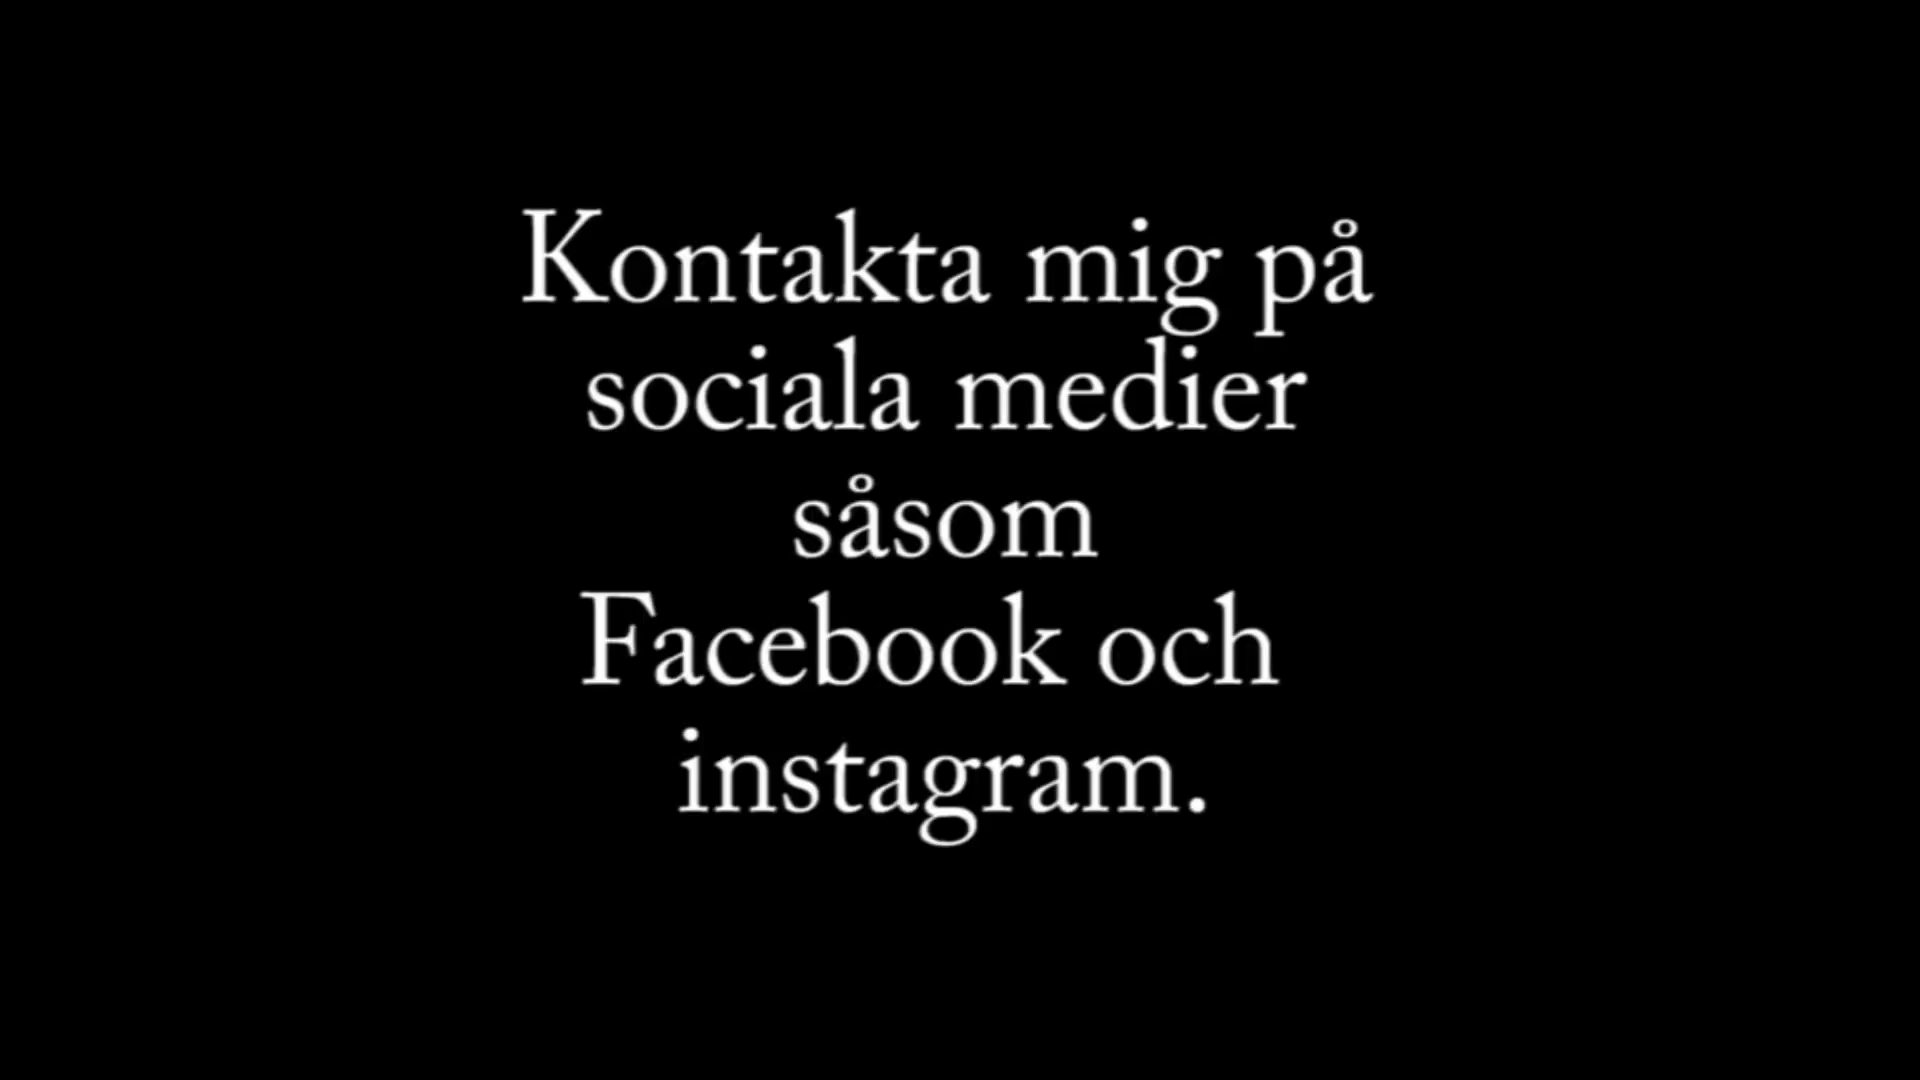 Kontakta mig på
sociala medier
såsom
Facebook och
instagram.